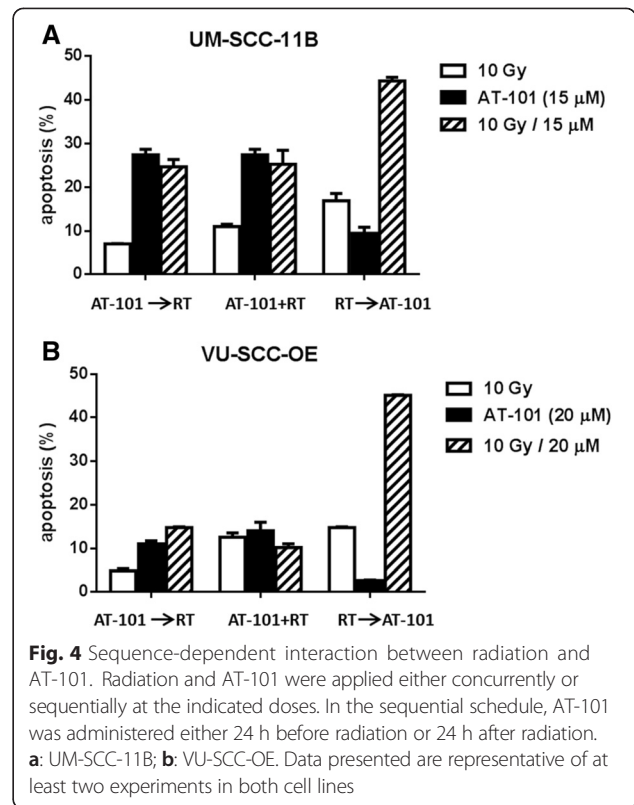 A
UM-SCC-11B
50
40
30
20
10
0
apoptosis (%)
10 Gy
AT-101 (15 μM)
10 Gy / 15 μM
AT-101 →RT
AT-101+RT
RT→AT-101
B
VU-SCC-OE
50
40
30
20
10
0
apoptosis (%)
10 Gy
AT-101 (20 μM)
10 Gy / 20 μM
AT-101 →RT
AT-101+RT
RT→AT-101
Fig. 4 Sequence-dependent interaction between radiation and
AT-101. Radiation and AT-101 were applied either concurrently or
sequentially at the indicated doses. In the sequential schedule, AT-101
was administered either 24 h before radiation or 24 h after radiation.
a: UM-SCC-11B; b: VU-SCC-OE. Data presented are representative of at
least two experiments in both cell lines